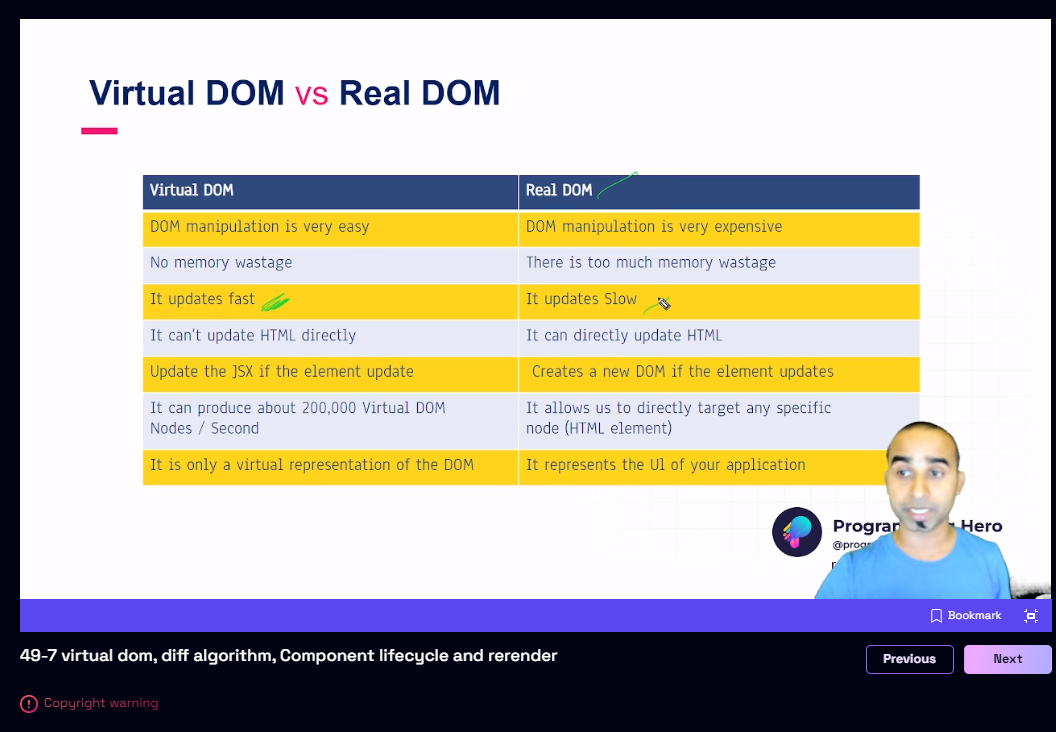 Virtual DOM vs Real DOM
Virtual DOM
Real DOM
DOM manipulation is very easy
DOM manipulation is very expensive
No memory wastage
There is too much memory wastage
It updates fast
It updates Slow
It can't update HTML directly
It can directly update HTML
Update the JSX if the element update
Creates a new DOM if the element updates
It can produce about 200,000 Virtual DOM
Nodes / Second
It allows us to directly target any specific
node (HTML element)
It is only a virtual representation of the DOM
It represents the UI of your application
Hero
Bookmark
49-7 virtual dom, diff algorithm, Component lifecycle and rerender
Previous
Next
Copyright warning